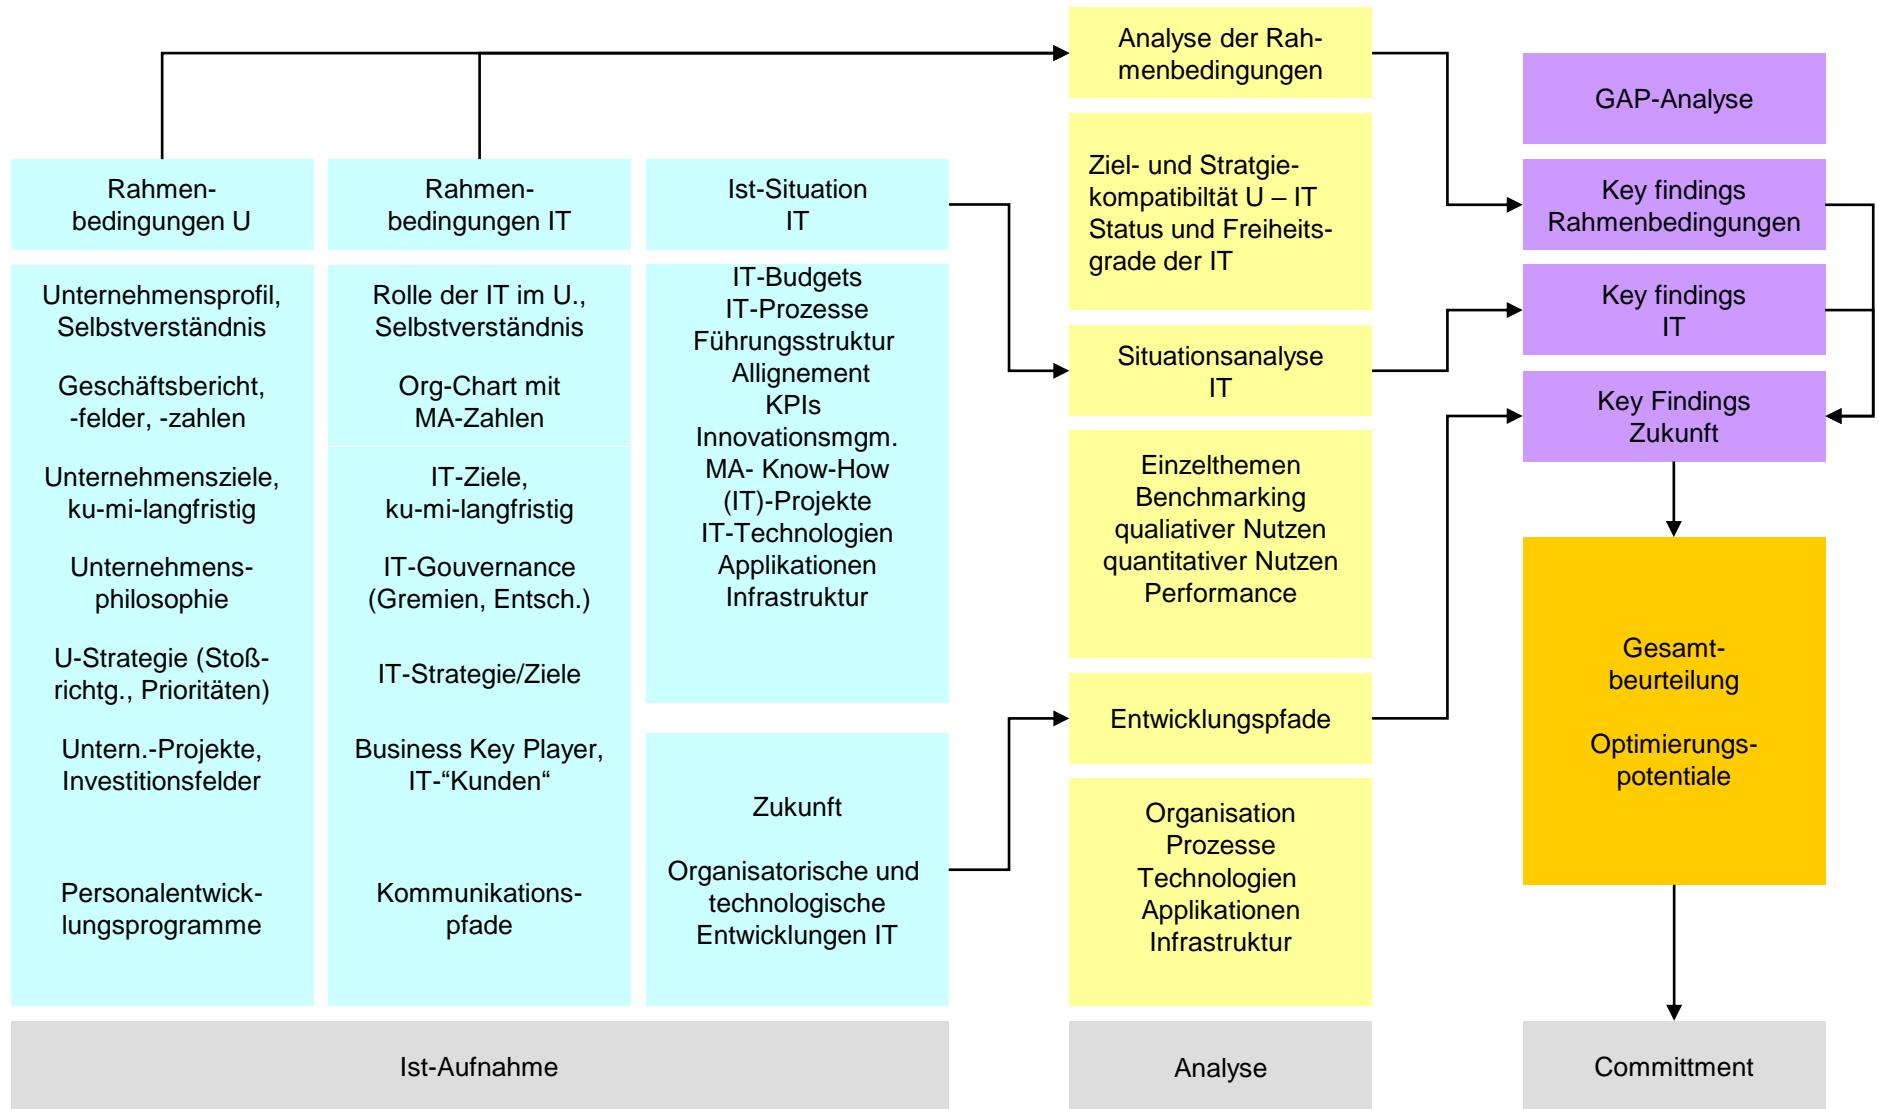 Analyse der Rah-
menbedingungen
GAP-Analyse
Ziel- und Stratgie-
kompatibiltät U – IT
Status und Freiheits-
grade der IT
Rahmen-
bedingungen U
Rahmen-
bedingungen IT
Ist-Situation
IT
Key findings
Rahmenbedingungen
Unternehmensprofil,
Selbstverständnis
Geschäftsbericht,
-felder, -zahlen
Unternehmensziele,
ku-mi-langfristig
Unternehmens-
philosophie
U-Strategie (Stoß-
richtg., Prioritäten)
Untern.-Projekte,
Investitionsfelder
Personalentwick-
lungsprogramme
Rolle der IT im U.,
Selbstverständnis
Org-Chart mit
MA-Zahlen
IT-Ziele,
ku-mi-langfristig
IT-Gouvernance
(Gremien, Entsch.)
IT-Strategie/Ziele
Business Key Player,
IT-“Kunden“
Kommunikations-
pfade
IT-Budgets
IT-Prozesse
Führungsstruktur
Allignement
KPIs
Innovationsmgm.
MA- Know-How
(IT)-Projekte
IT-Technologien
Applikationen
Infrastruktur
Zukunft
Organisatorische und
technologische
Entwicklungen IT
Situationsanalyse
IT
Einzelthemen
Benchmarking
qualiativer Nutzen
quantitativer Nutzen
Performance
Entwicklungspfade
Organisation
Prozesse
Technologien
Applikationen
Infrastruktur
Key findings
IT
Key Findings
Zukunft
Gesamt-
beurteilung
Optimierungs-
potentiale
Ist-Aufnahme
Analyse
Committment